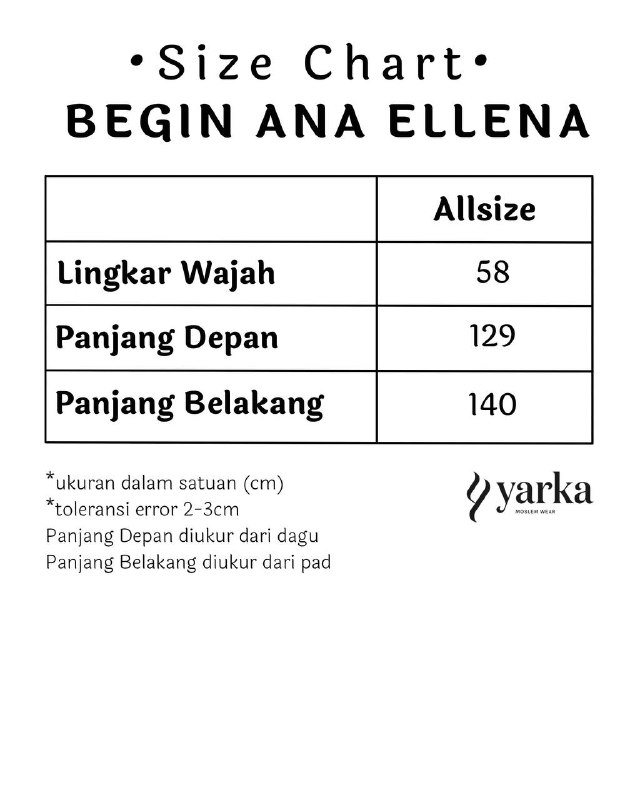 •Size Chart•
BEGIN ANA ELLENA
Allsize
Lingkar Wajah 58
Panjang Depan 129
Panjang Belakang 140
*ukuran dalam satuan (cm)
*toleransi error 2-3cm
Panjang Depan diukur dari dagu
Panjang Belakang diukur dari pad
yarka
MOSLEM WEAR